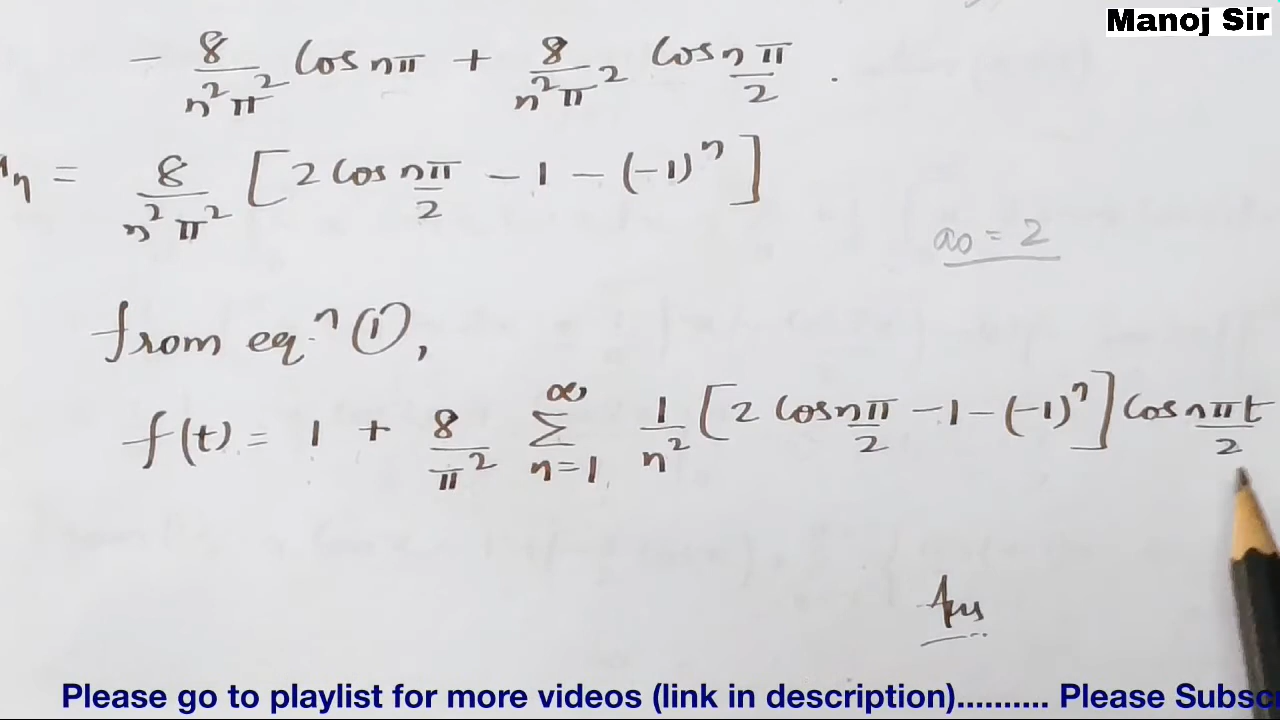 Manoj Sir
- 8/n²π² cos nπ + 8/n²π² cos nπ/2 .
aₙ = 8/n²π² [2 cos nπ/2 - 1 - (-1)ⁿ]
a₀ = 2
from eq.ⁿ ①,
f(t) = 1 + 8/π² ∑ₙ₌₁^∞ 1/n² [2 cos nπ/2 - 1 - (-1)ⁿ] cos nπt/2
Ans
Please go to playlist for more videos (link in description).......... Please Subsc